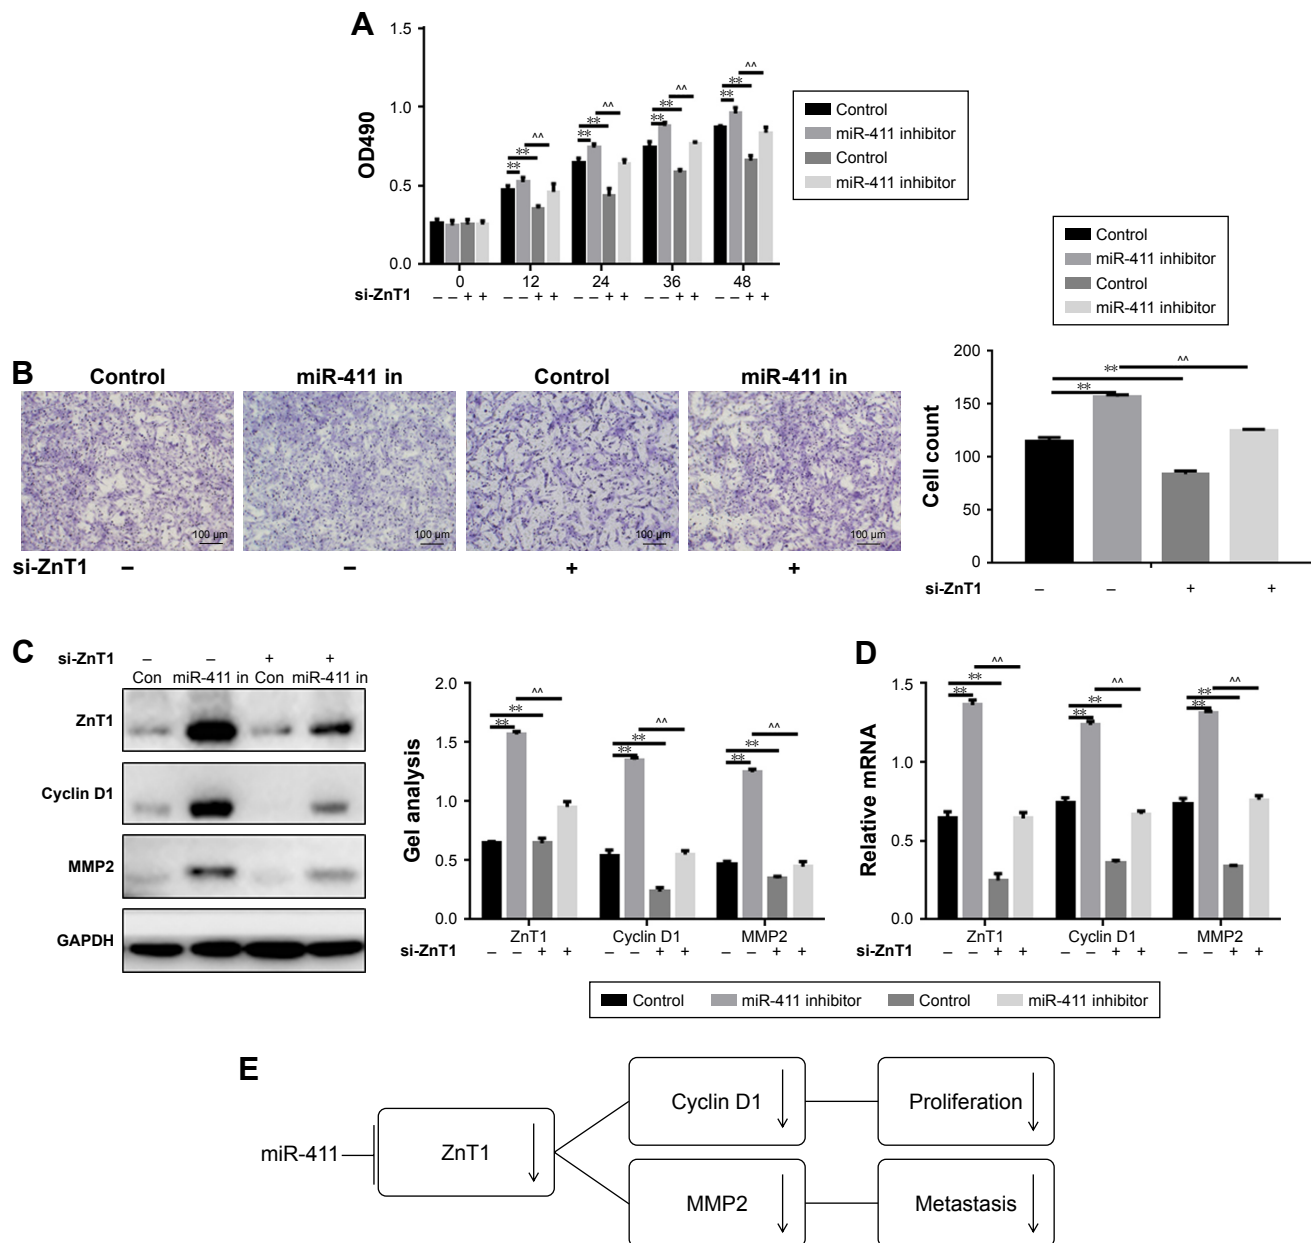 A
1.5
1.0
0.5
0.0
OD490
** ** ^^
** ** ^^
** ** ^^
** ** ^^
0 12 24 36 48
si-ZnT1 – – + + – – + + – – + + – – + + – – + +
Control
miR-411 inhibitor
Control
miR-411 inhibitor
B
Control miR-411 in Control miR-411 in
100 µm 100 µm 100 µm 100 µm
si-ZnT1 – – + +
Control
miR-411 inhibitor
Control
miR-411 inhibitor
200
150
100
50
0
Cell count
** ** ^^
si-ZnT1 – – + +
C
si-ZnT1 – – + +
Con miR-411 in Con miR-411 in
ZnT1
Cyclin D1
MMP2
GAPDH
2.0
1.5
1.0
0.5
0.0
Gel analysis
** ** ^^
** ** ^^
** ** ^^
ZnT1 Cyclin D1 MMP2
si-ZnT1 – – + + – – + + – – + +
D
1.5
1.0
0.5
0.0
Relative mRNA
** ** ^^
** ** ^^
** ** ^^
ZnT1 Cyclin D1 MMP2
si-ZnT1 – – + + – – + + – – + +
Control miR-411 inhibitor Control miR-411 inhibitor
E
miR-411
ZnT1
Cyclin D1
Proliferation
MMP2
Metastasis